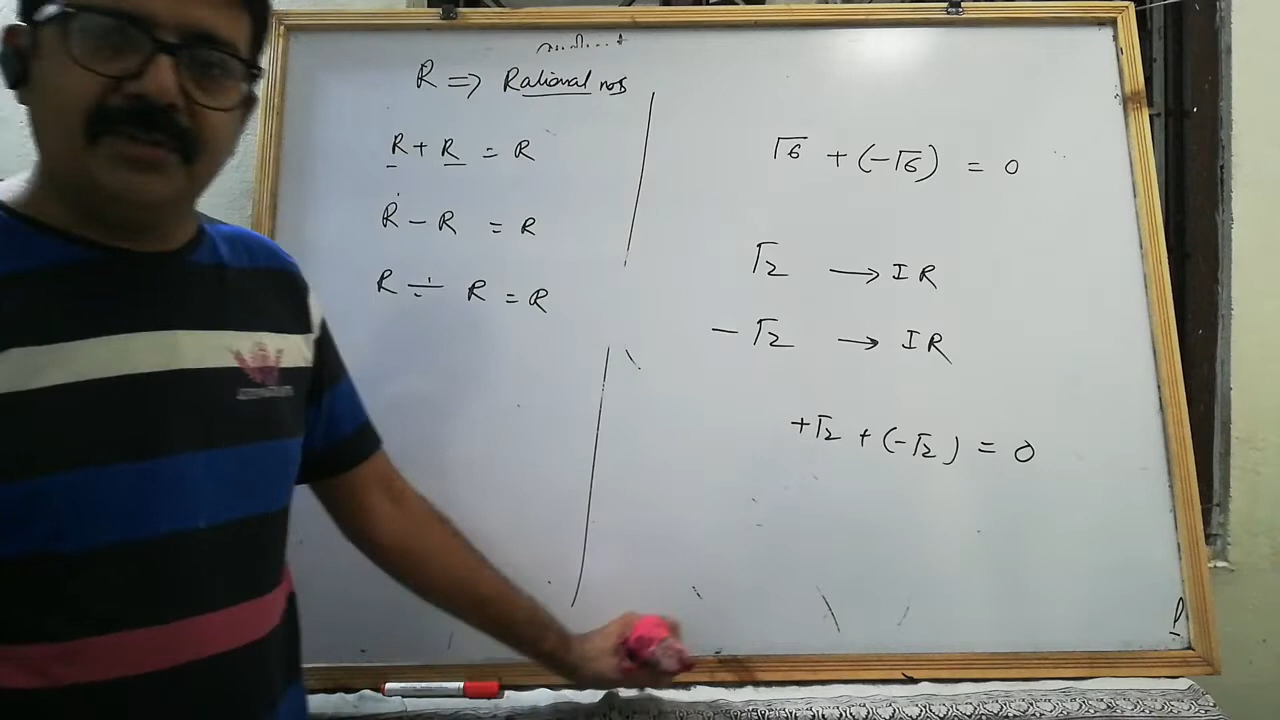 R ⇒ Rational nos
R + R = R
R − R = R
R ÷ R = R
√6 + (−√6) = 0
√2 → IR
−√2 → IR
+√2 + (−√2) = 0